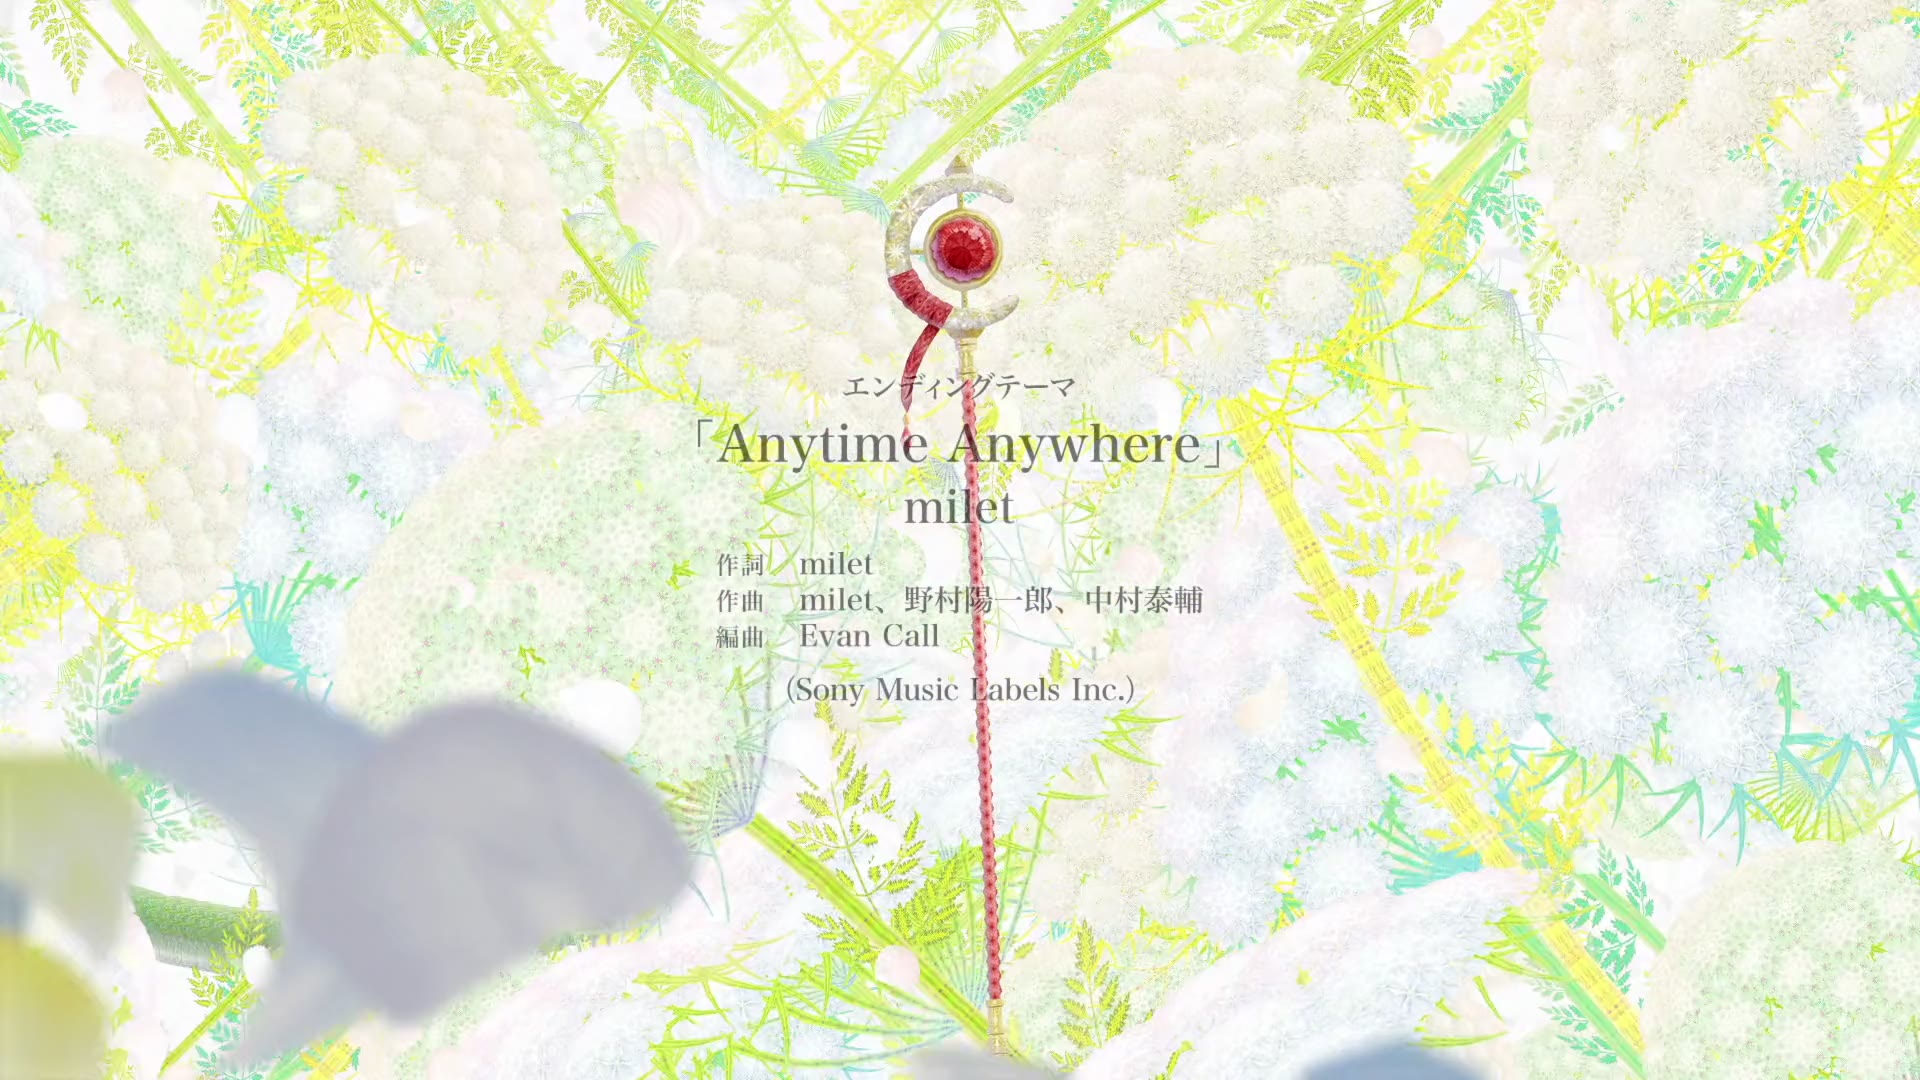 エンディングテーマ
「Anytime Anywhere」
milet
作詞 milet
作曲 milet、野村陽一郎、中村泰輔
編曲 Evan Call
(Sony Music Labels Inc.)